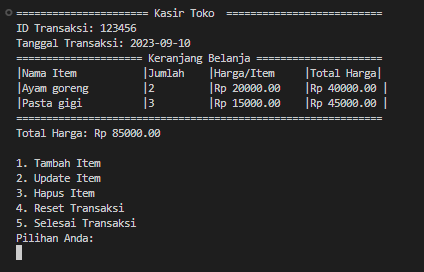 ====================== Kasir Toko ==========================
ID Transaksi: 123456
Tanggal Transaksi: 2023-09-10
===================== Keranjang Belanja =====================
|Nama Item |Jumlah |Harga/Item |Total Harga|
|Ayam goreng |2 |Rp 20000.00 |Rp 40000.00 |
|Pasta gigi |3 |Rp 15000.00 |Rp 45000.00 |
=============================================================
Total Harga: Rp 85000.00
1. Tambah Item
2. Update Item
3. Hapus Item
4. Reset Transaksi
5. Selesai Transaksi
Pilihan Anda: